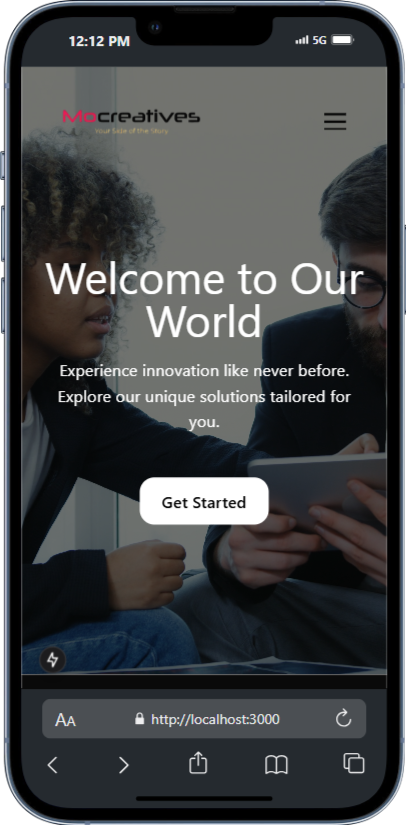 12:12 PM
5G
Mocreatives
Your Side of the Story
Welcome to Our
World
Experience innovation like never before.
Explore our unique solutions tailored for
you.
Get Started
AA
http://localhost:3000